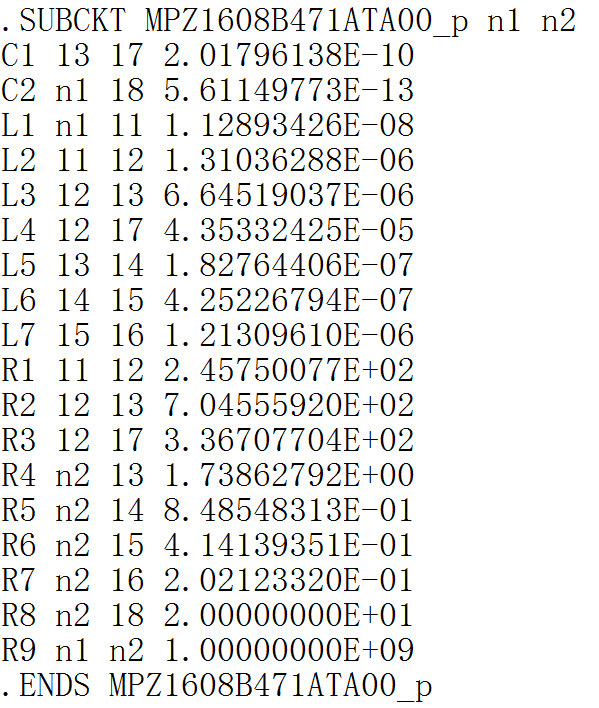 .SUBCKT MPZ1608B471ATA00_p n1 n2
C1 13 17 2.01796138E-10
C2 n1 18 5.61149773E-13
L1 n1 11 1.12893426E-08
L2 11 12 1.31036288E-06
L3 12 13 6.64519037E-06
L4 12 17 4.35332425E-05
L5 13 14 1.82764406E-07
L6 14 15 4.25226794E-07
L7 15 16 1.21309610E-06
R1 11 12 2.45750077E+02
R2 12 13 7.04555920E+02
R3 12 17 3.36707704E+02
R4 n2 13 1.73862792E+00
R5 n2 14 8.48548313E-01
R6 n2 15 4.14139351E-01
R7 n2 16 2.02123320E-01
R8 n2 18 2.00000000E+01
R9 n1 n2 1.00000000E+09
.ENDS MPZ1608B471ATA00_p